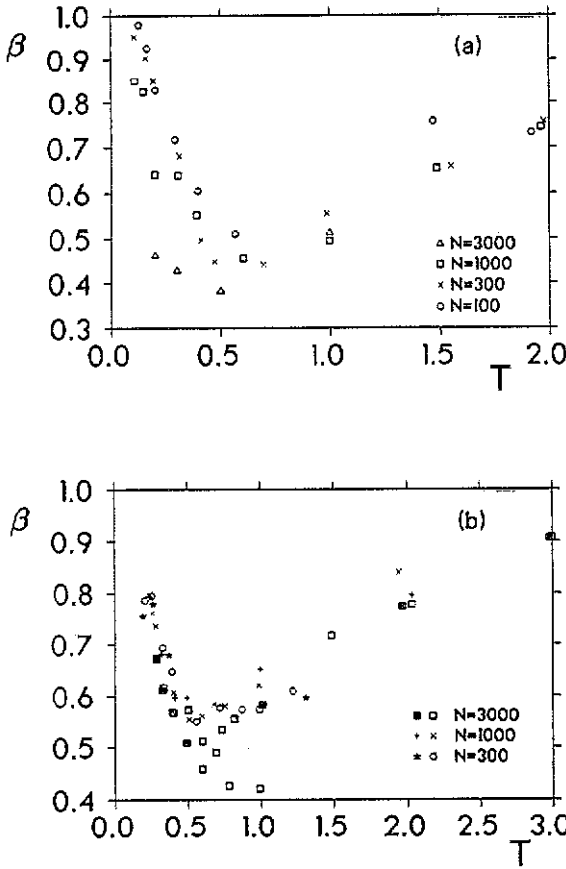 1.0
β
(a)
0.9
0.8
0.7
0.6
0.5
△ N=3000
□ N=1000
0.4
× N=300
○ N=100
0.3
0.0 0.5 1.0 1.5 2.0
T
1.0
β
(b)
0.9
0.8
0.7
0.6
■ □ N=3000
+ × N=1000
0.5
★ ○ N=300
0.4
0.0 0.5 1.0 1.5 2.0 2.5 3.0
T